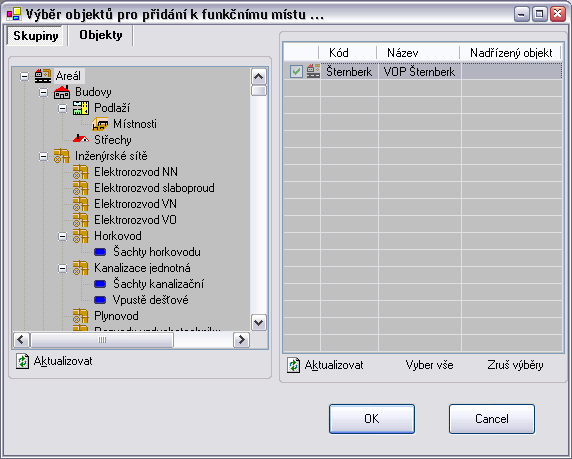 Výběr objektů pro přidání k funkčnímu místu ...
Skupiny Objekty
Areál
Budovy
Podlaží
Místnosti
Střechy
Inženýrské sítě
Elektrorozvod NN
Elektrorozvod slaboproud
Elektrorozvod VN
Elektrorozvod VO
Horkovod
Šachty horkovodu
Kanalizace jednotná
Šachty kanalizační
Vpustě dešťové
Plynovod
Rozvody vzduchotechniky
Aktualizovat
Kód Název Nadřízený objekt
Šternberk VOP Šternberk
Aktualizovat Vyber vše Zruš výběry
OK Cancel